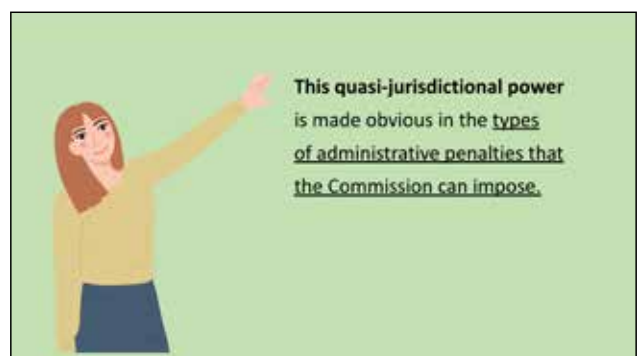 This quasi-jurisdictional power
is made obvious in the types
of administrative penalties that
the Commission can impose.